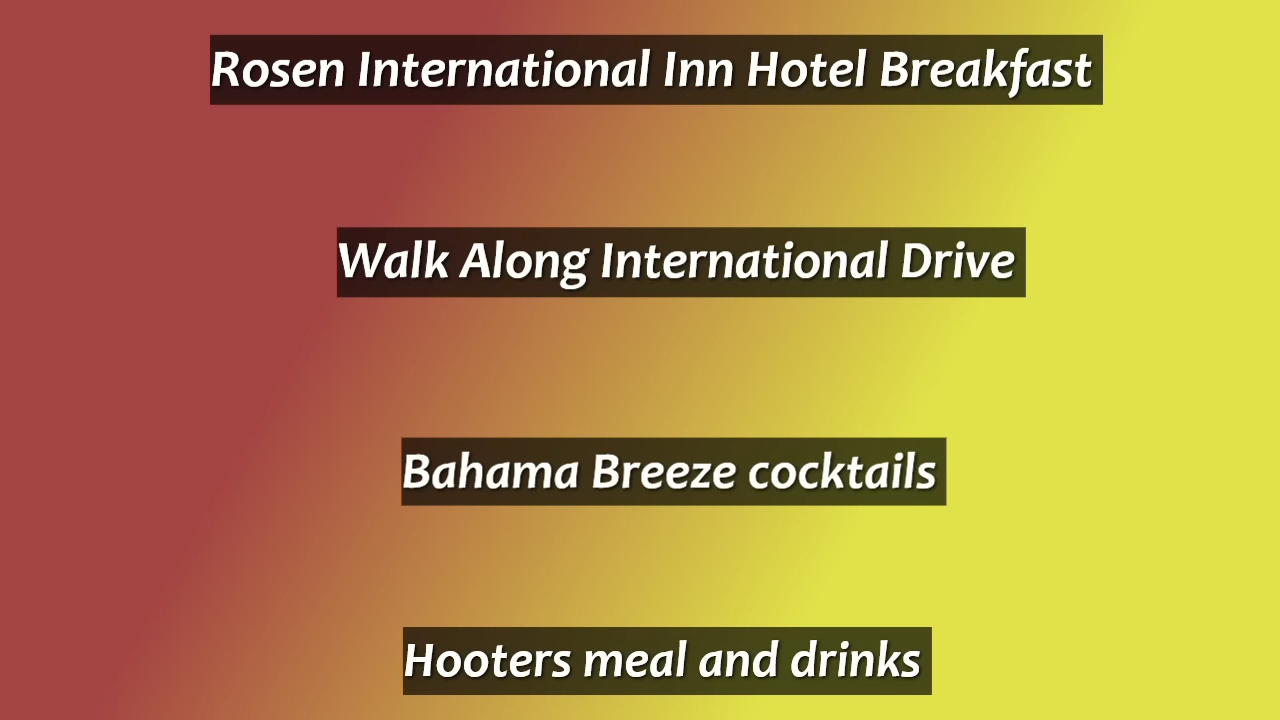 Rosen International Inn Hotel Breakfast
Walk Along International Drive
Bahama Breeze cocktails
Hooters meal and drinks